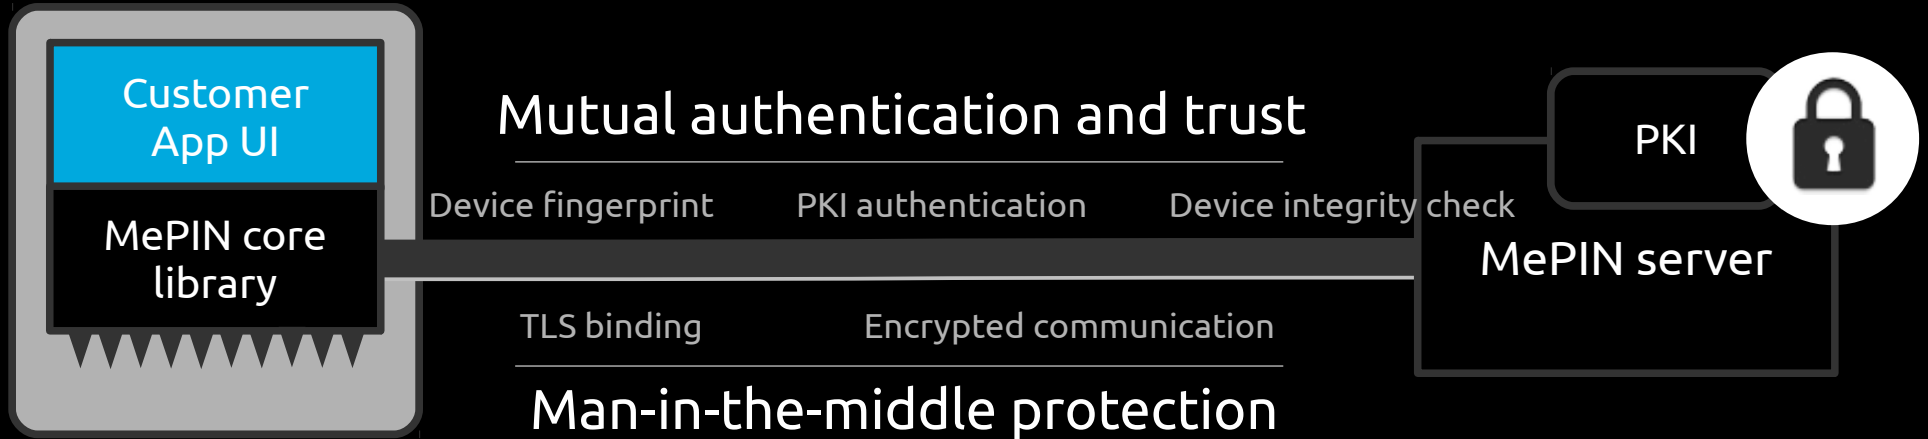 Customer
App UI
MePIN core
library
Mutual authentication and trust
Device fingerprint PKI authentication Device integrity check
TLS binding Encrypted communication
Man-in-the-middle protection
PKI
MePIN server